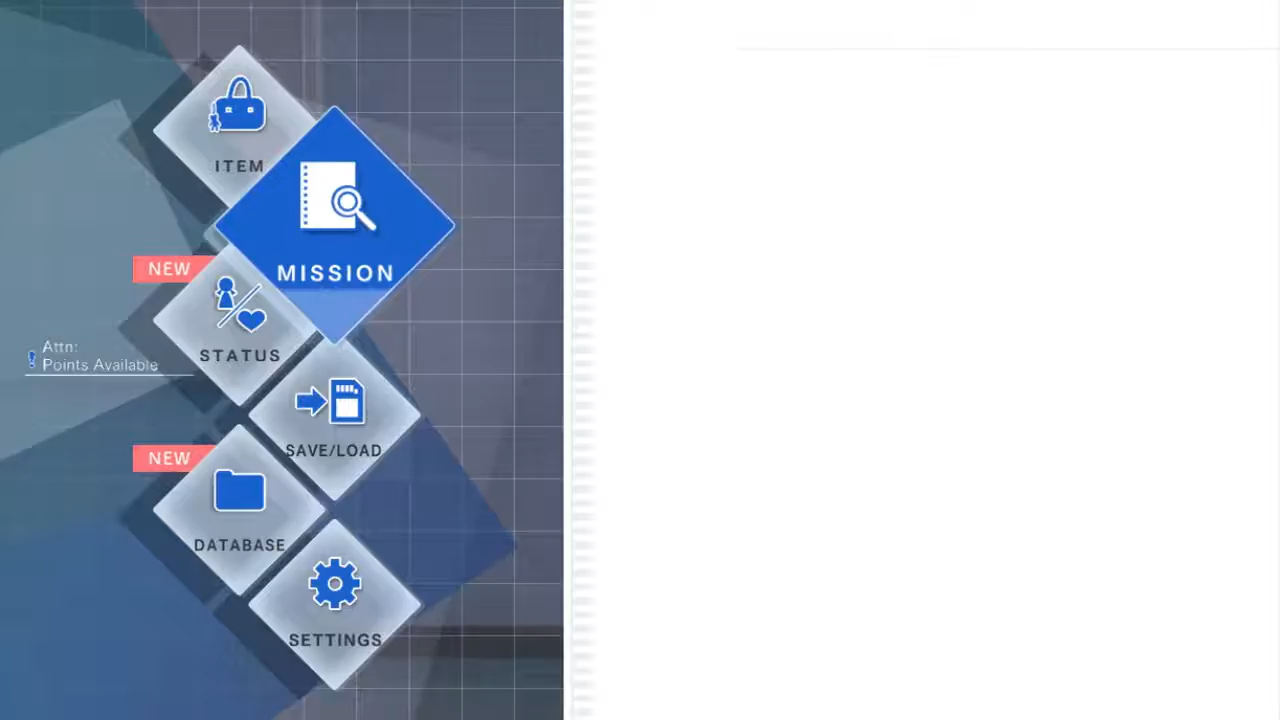 ITEM
MISSION
NEW
STATUS
Attn:
Points Available
SAVE/LOAD
NEW
DATABASE
SETTINGS